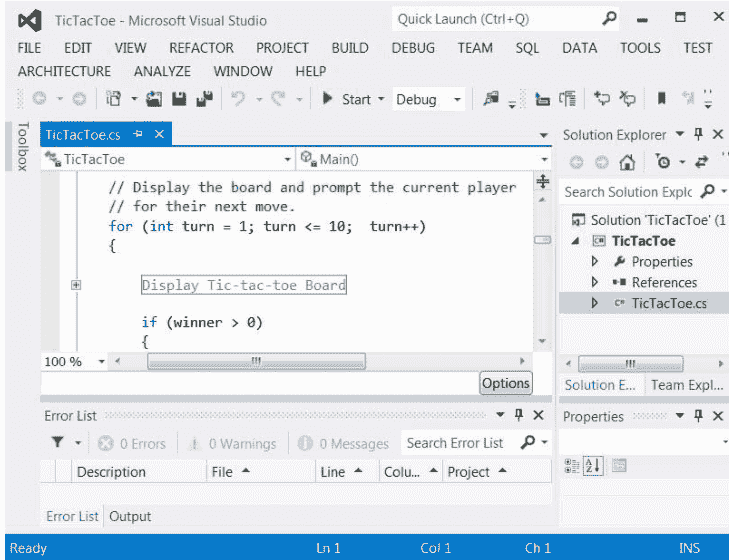 TicTacToe - Microsoft Visual Studio
Quick Launch (Ctrl+Q)
FILE EDIT VIEW REFACTOR PROJECT BUILD DEBUG TEAM SQL DATA TOOLS TEST
ARCHITECTURE ANALYZE WINDOW HELP
Start Debug
Toolbox
TicTacToe.cs
TicTacToe
Main()
// Display the board and prompt the current player
// for their next move.
for (int turn = 1; turn <= 10;  turn++)
{
Display Tic-tac-toe Board
if (winner > 0)
{
100 %
Options
Solution Explorer
Search Solution Explc
Solution 'TicTacToe' (1
TicTacToe
Properties
References
TicTacToe.cs
Solution E... Team Expl...
Error List
0 Errors 0 Warnings 0 Messages Search Error List
Description File Line Colu... Project
Error List Output
Properties
Ready Ln 1 Col 1 Ch 1 INS